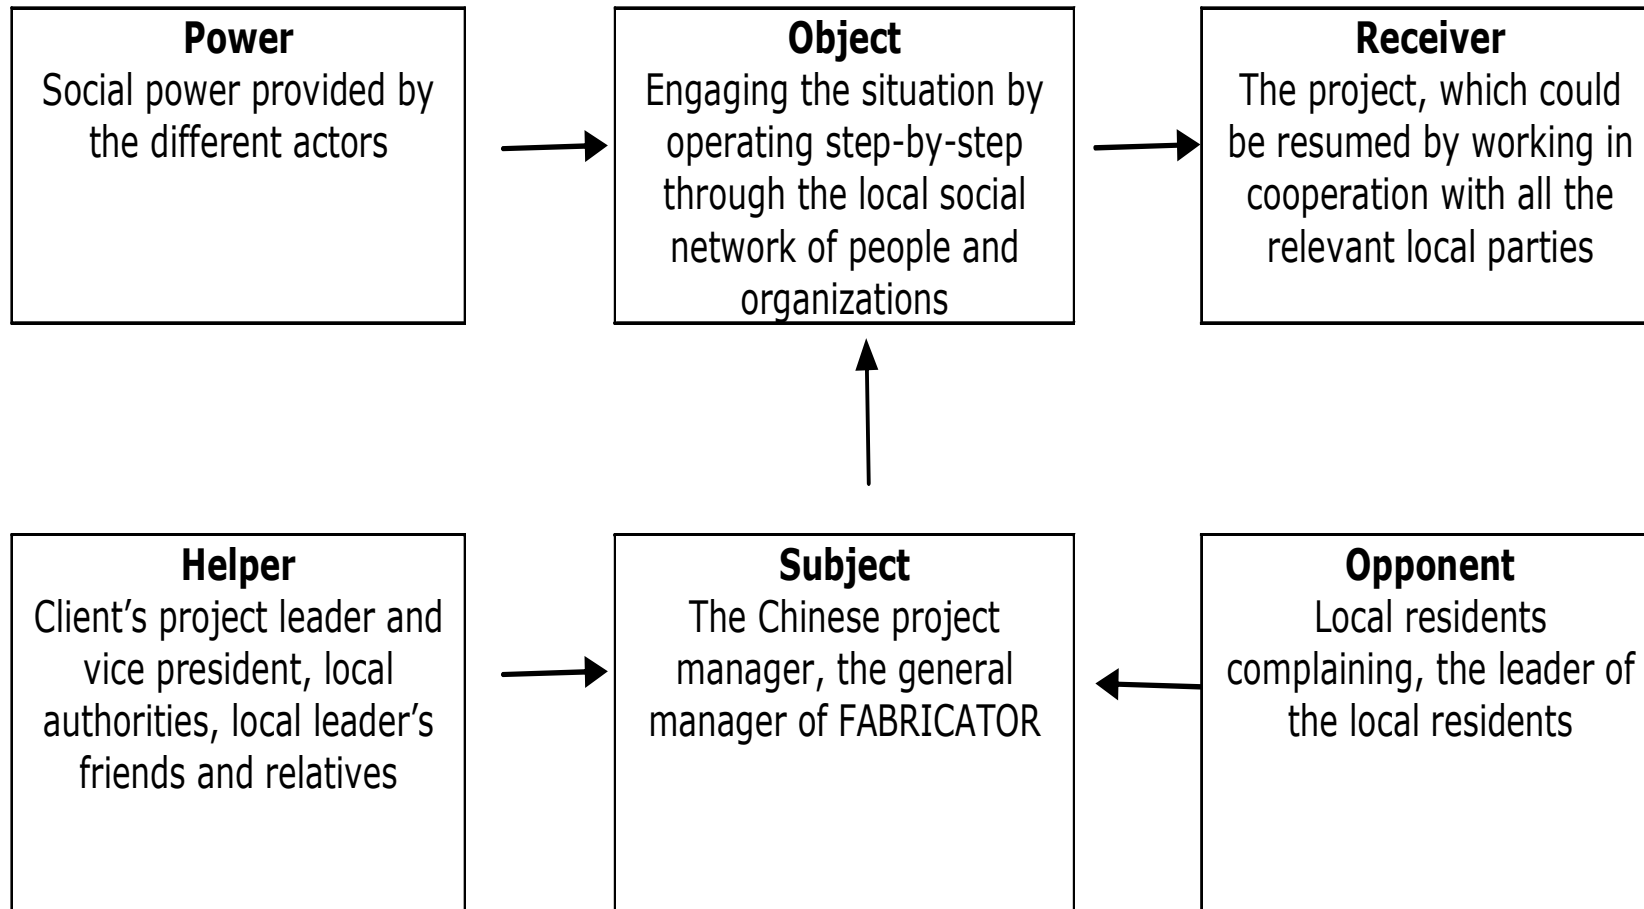 Power
Social power provided by
the different actors
Object
Engaging the situation by
operating step-by-step
through the local social
network of people and
organizations
Receiver
The project, which could
be resumed by working in
cooperation with all the
relevant local parties
Helper
Client’s project leader and
vice president, local
authorities, local leader’s
friends and relatives
Subject
The Chinese project
manager, the general
manager of FABRICATOR
Opponent
Local residents
complaining, the leader of
the local residents